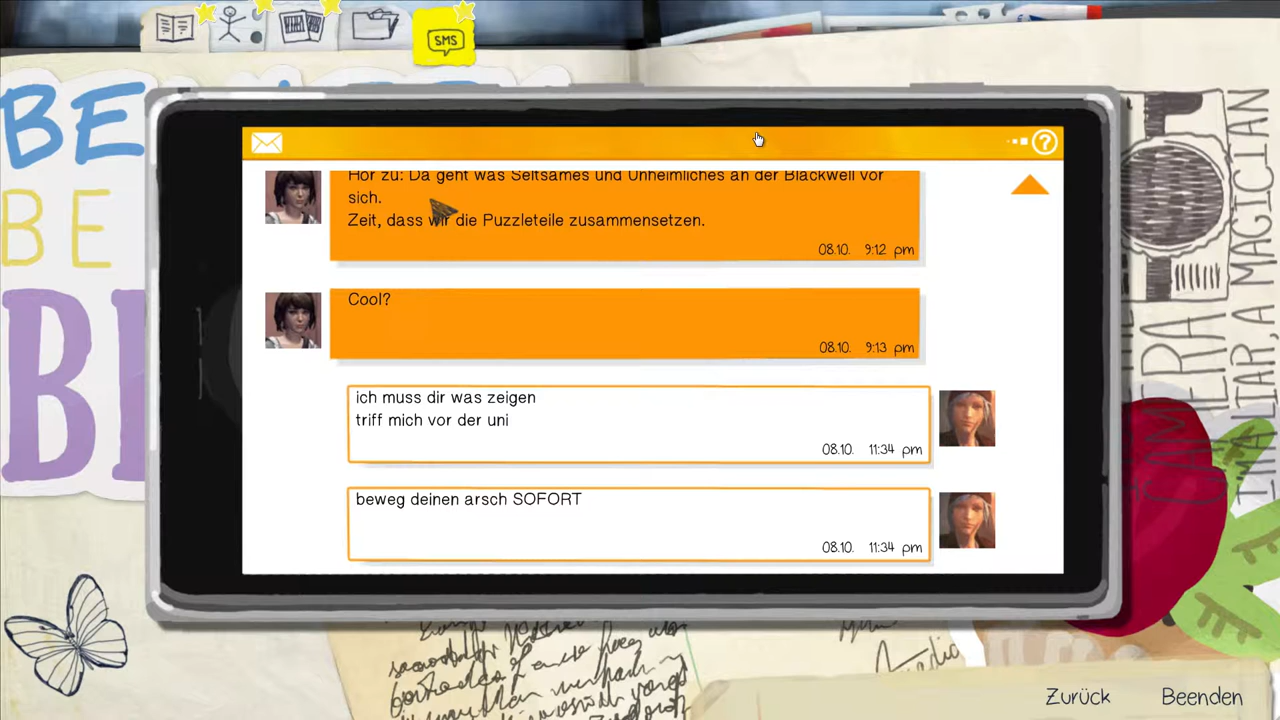 SMS
BE
BE
Hör zu: Da geht was Seltsames und Unheimliches an der Blackwell vor
sich.
Zeit, dass wir die Puzzleteile zusammensetzen.
08.10. 9:12 pm
Cool?
08.10. 9:13 pm
ich muss dir was zeigen
triff mich vor der uni
08.10. 11:34 pm
beweg deinen arsch SOFORT
08.10. 11:34 pm
LIAR, A MAGICIAN
Zurück
Beenden